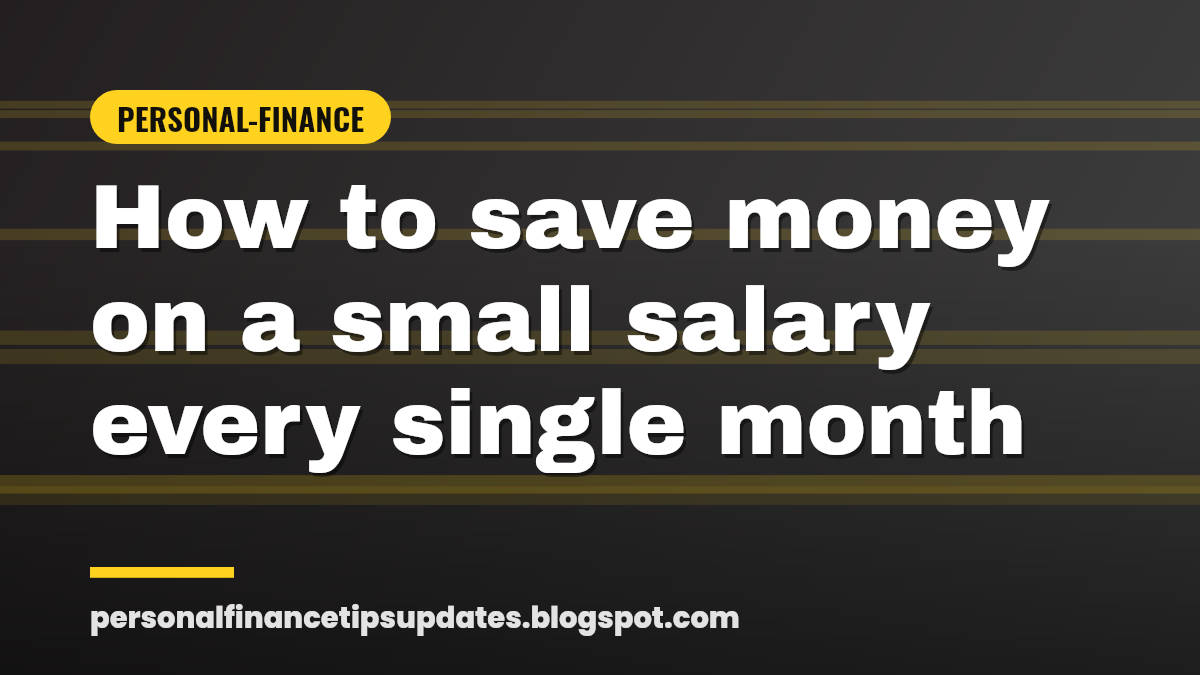 PERSONAL-FINANCE
How to save money
on a small salary
every single month
personalfinancetipsupdates.blogspot.com